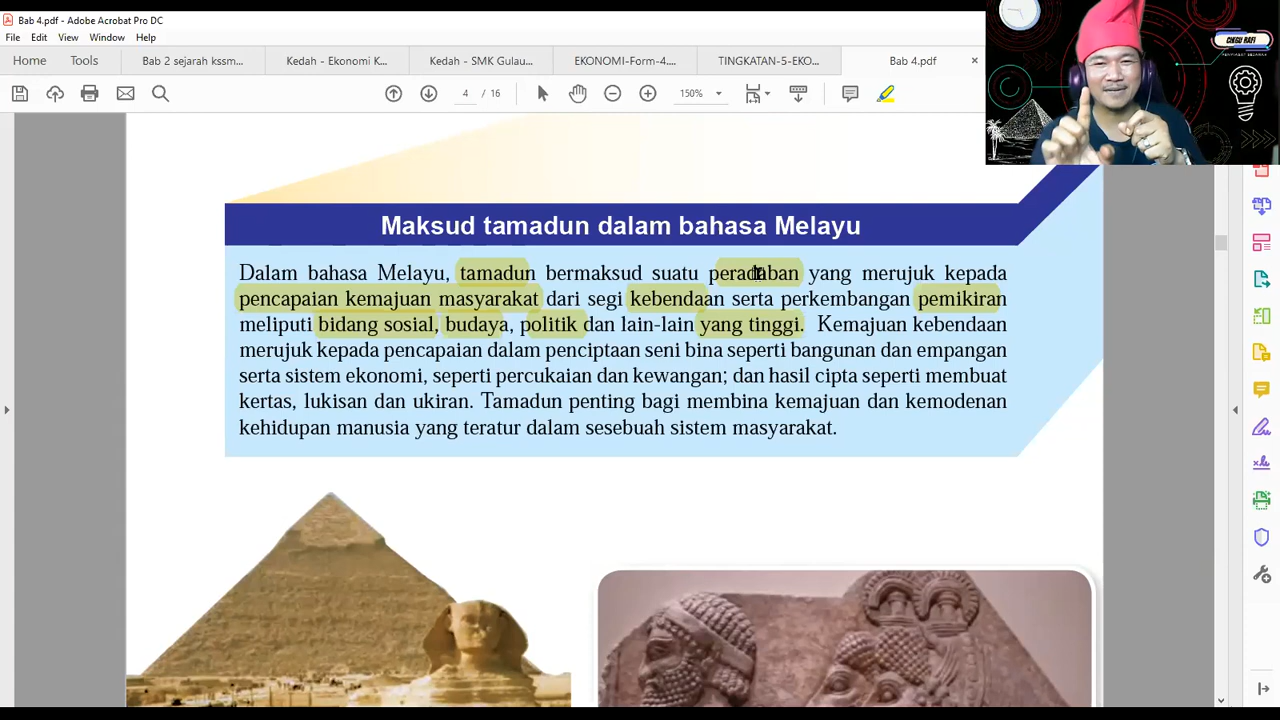 Bab 4.pdf - Adobe Acrobat Pro DC
File Edit View Window Help
Home Tools Bab 2 sejarah kssm... Kedah - Ekonomi K... Kedah - SMK Gulau... EKONOMI-Form-4.... TINGKATAN-5-EKO... Bab 4.pdf
4 / 16 150%
CIKGU RAFI
Maksud tamadun dalam bahasa Melayu
Dalam bahasa Melayu, tamadun bermaksud suatu peradaban yang merujuk kepada
pencapaian kemajuan masyarakat dari segi kebendaan serta perkembangan pemikiran
meliputi bidang sosial, budaya, politik dan lain-lain yang tinggi. Kemajuan kebendaan
merujuk kepada pencapaian dalam penciptaan seni bina seperti bangunan dan empangan
serta sistem ekonomi, seperti percukaian dan kewangan; dan hasil cipta seperti membuat
kertas, lukisan dan ukiran. Tamadun penting bagi membina kemajuan dan kemodenan
kehidupan manusia yang teratur dalam sesebuah sistem masyarakat.